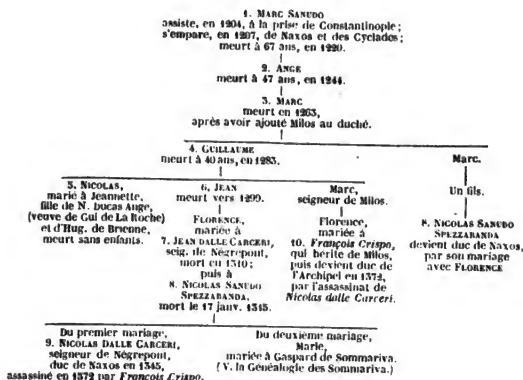 1. MARC SANUDO
assiste, en 1204, à la prise de Constantinople;
s'empare, en 1207, de Naxos et des Cyclades;
meurt à 67 ans, en 1220.
2. ANGE
meurt à 47 ans, en 1244.
3. MARC
meurt en 1263,
après avoir ajouté Milos au duché.
4. GUILLAUME
meurt à 40 ans, en 1285.
Marc.
Un fils.
8. NICOLAS SANUDO
SPEZZABANDA
devient duc de Naxos,
par son mariage
avec FLORENCE
5. NICOLAS,
marié à Jeannette,
fille de N. Ducas Ange,
(veuve de Gui de La Roche)
et d'Hug. de Brienne,
meurt sans enfants.
6. JEAN
meurt vers 1299.
FLORENCE,
mariée à
7. JEAN DALLE CARCERI,
seig. de Négrepont,
mort en 1310;
puis à
8. NICOLAS SANUDO
SPEZZABANDA,
mort le 17 janv. 1345.
Marc,
seigneur de Milos.
Florence,
mariée à
10. François Crispo,
qui hérite de Milos,
puis devient duc de
l'Archipel en 1372,
par l'assassinat de
Nicolas dalle Carceri.
Du premier mariage,
9. NICOLAS DALLE CARCERI,
seigneur de Négrepont,
duc de Naxos en 1345,
assassiné en 1372 par François Crispo.
Du deuxième mariage,
Marie,
mariée à Gaspard de Sommariva.
(V. la Généalogie des Sommariva.)